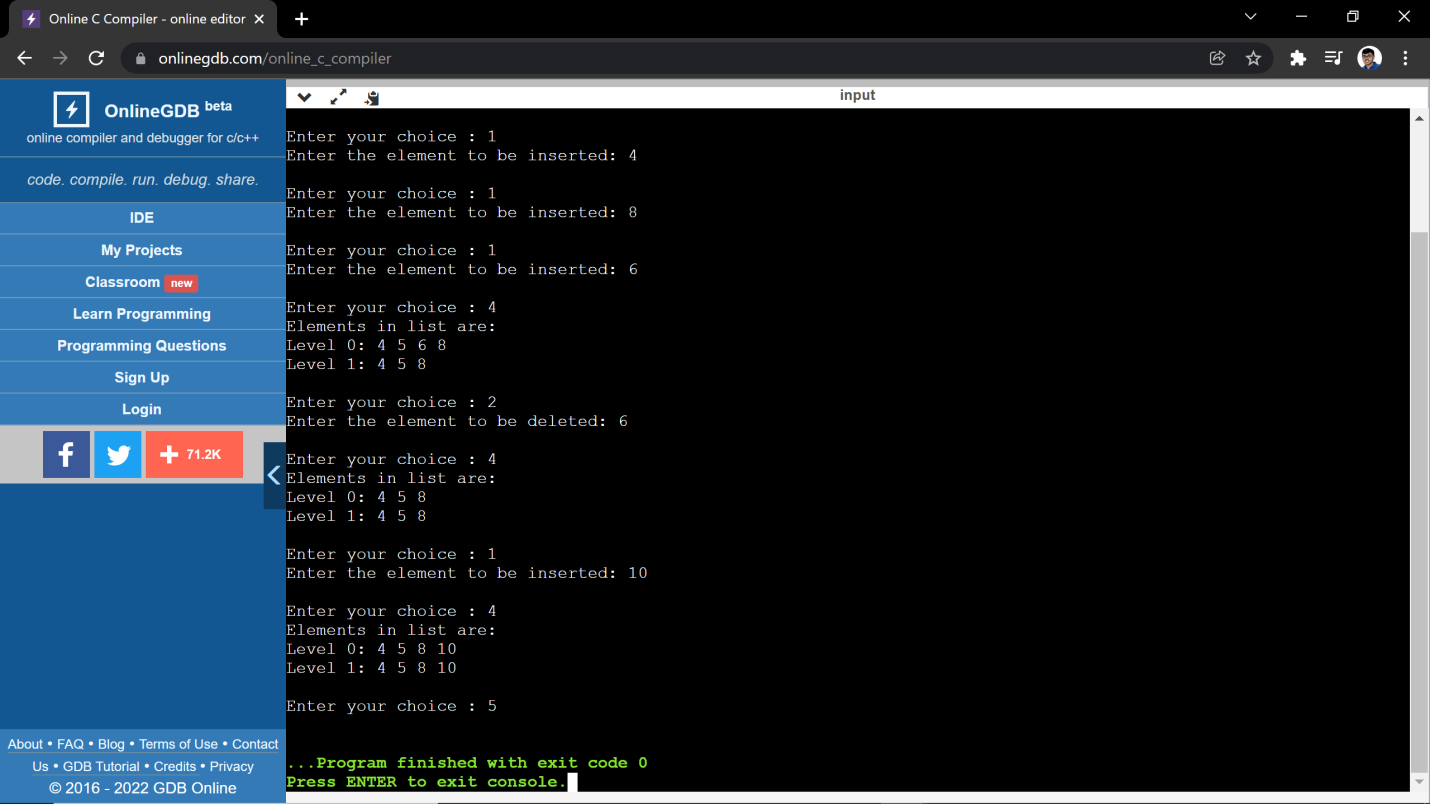 Online C Compiler - online editor
onlinegdb.com/online_c_compiler
OnlineGDB beta
online compiler and debugger for c/c++
code. compile. run. debug. share.
IDE
My Projects
Classroom new
Learn Programming
Programming Questions
Sign Up
Login
71.2K
About • FAQ • Blog • Terms of Use • Contact
Us • GDB Tutorial • Credits • Privacy
© 2016 - 2022 GDB Online
input
Enter your choice : 1
Enter the element to be inserted: 4
Enter your choice : 1
Enter the element to be inserted: 8
Enter your choice : 1
Enter the element to be inserted: 6
Enter your choice : 4
Elements in list are:
Level 0: 4 5 6 8
Level 1: 4 5 8
Enter your choice : 2
Enter the element to be deleted: 6
Enter your choice : 4
Elements in list are:
Level 0: 4 5 8
Level 1: 4 5 8
Enter your choice : 1
Enter the element to be inserted: 10
Enter your choice : 4
Elements in list are:
Level 0: 4 5 8 10
Level 1: 4 5 8 10
Enter your choice : 5
...Program finished with exit code 0
Press ENTER to exit console.